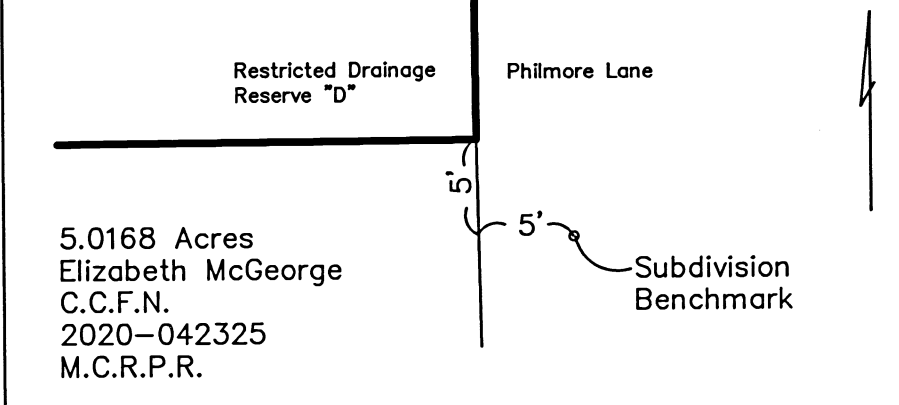 Restricted Drainage
Reserve "D"
Philmore Lane
5'
5'
Subdivision
Benchmark
5.0168 Acres
Elizabeth McGeorge
C.C.F.N.
2020-042325
M.C.R.P.R.